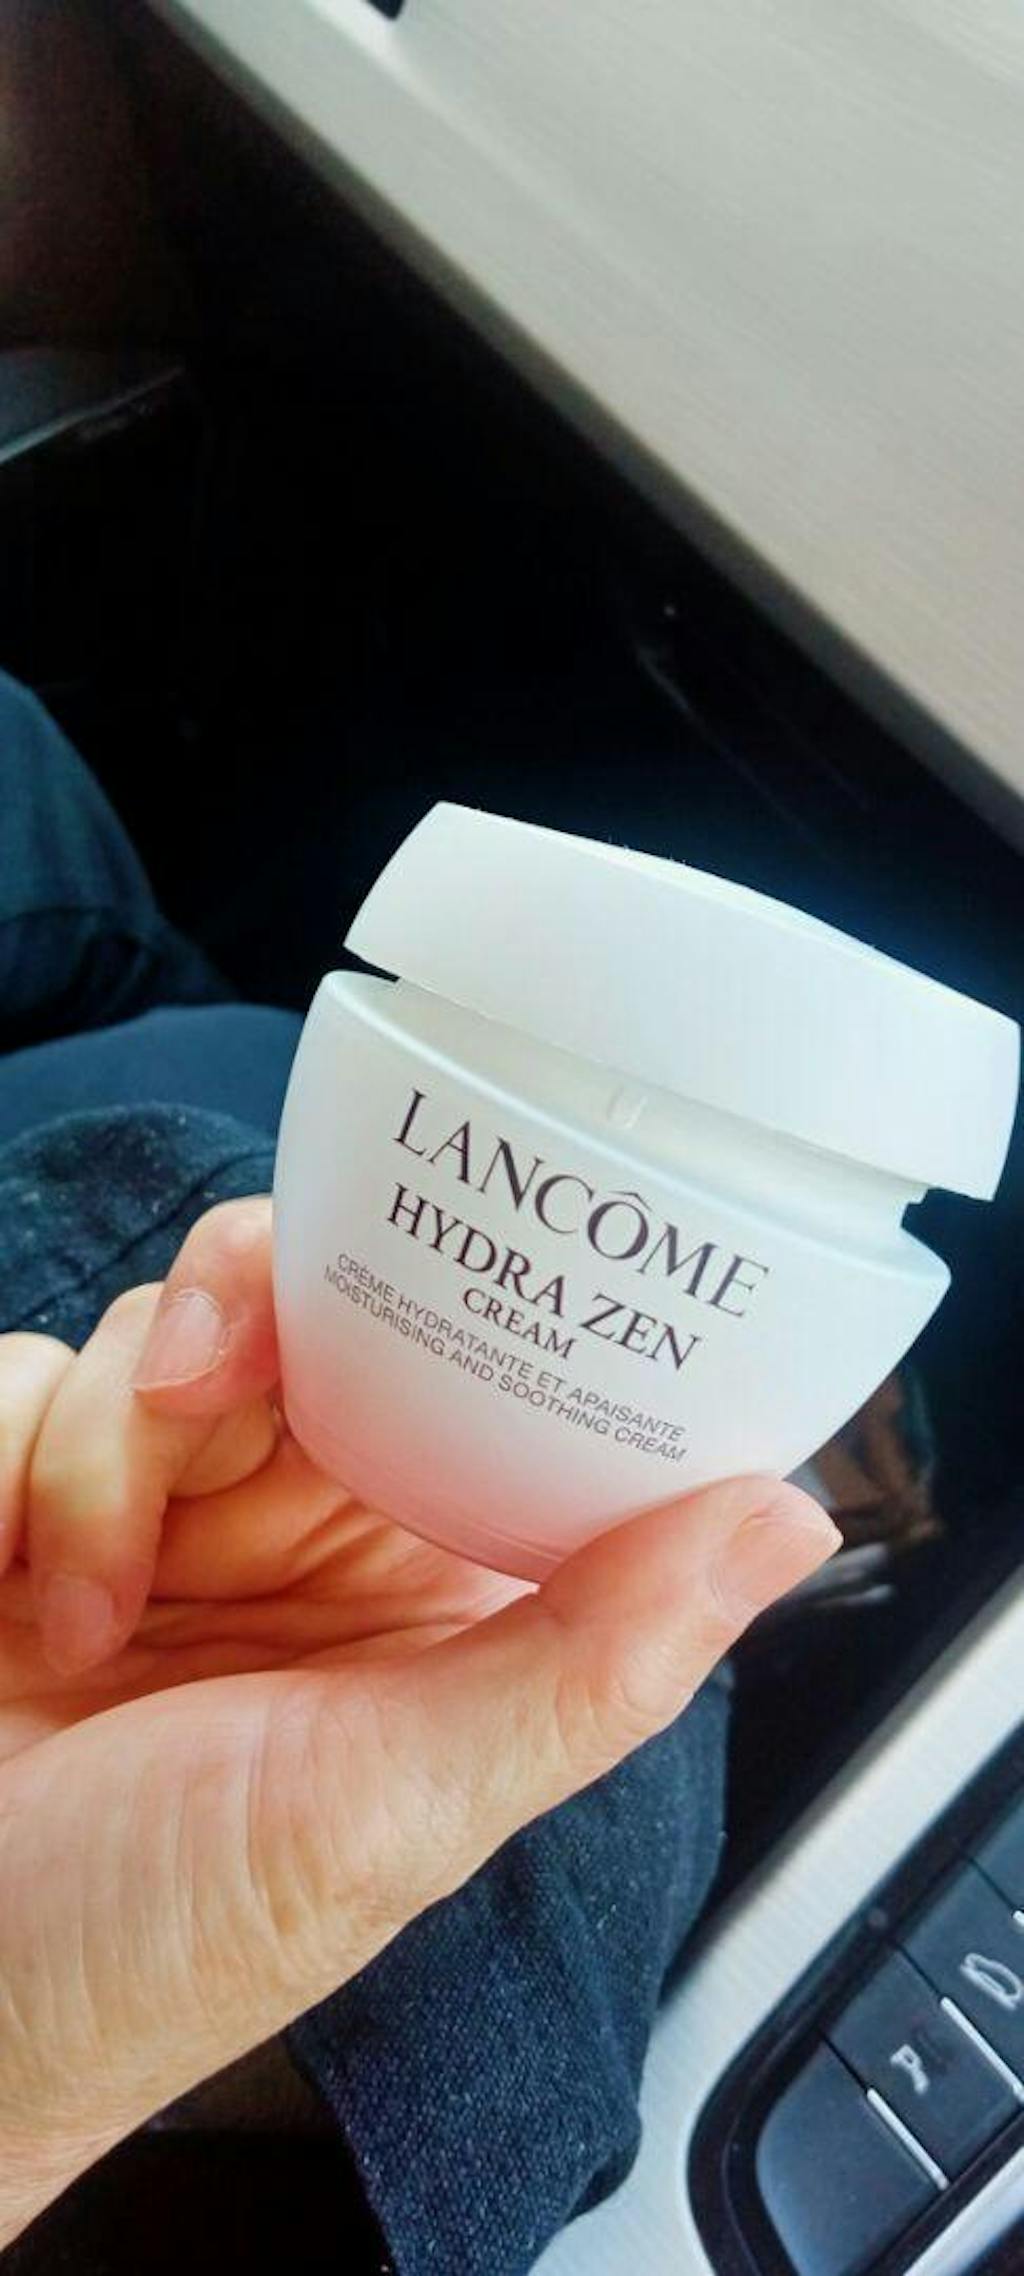 LANCÔME
HYDRA ZEN
CREAM
CRÈME HYDRATANTE ET APAISANTE
MOISTURISING AND SOOTHING CREAM